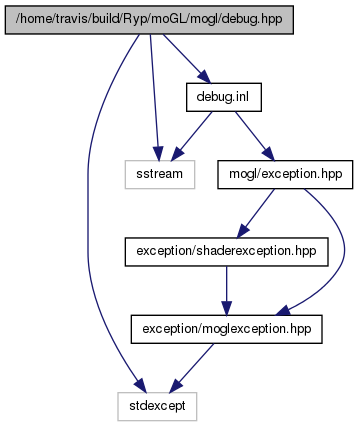 /home/travis/build/Ryp/moGL/mogl/debug.hpp
debug.inl
sstream
mogl/exception.hpp
exception/shaderexception.hpp
exception/moglexception.hpp
stdexcept